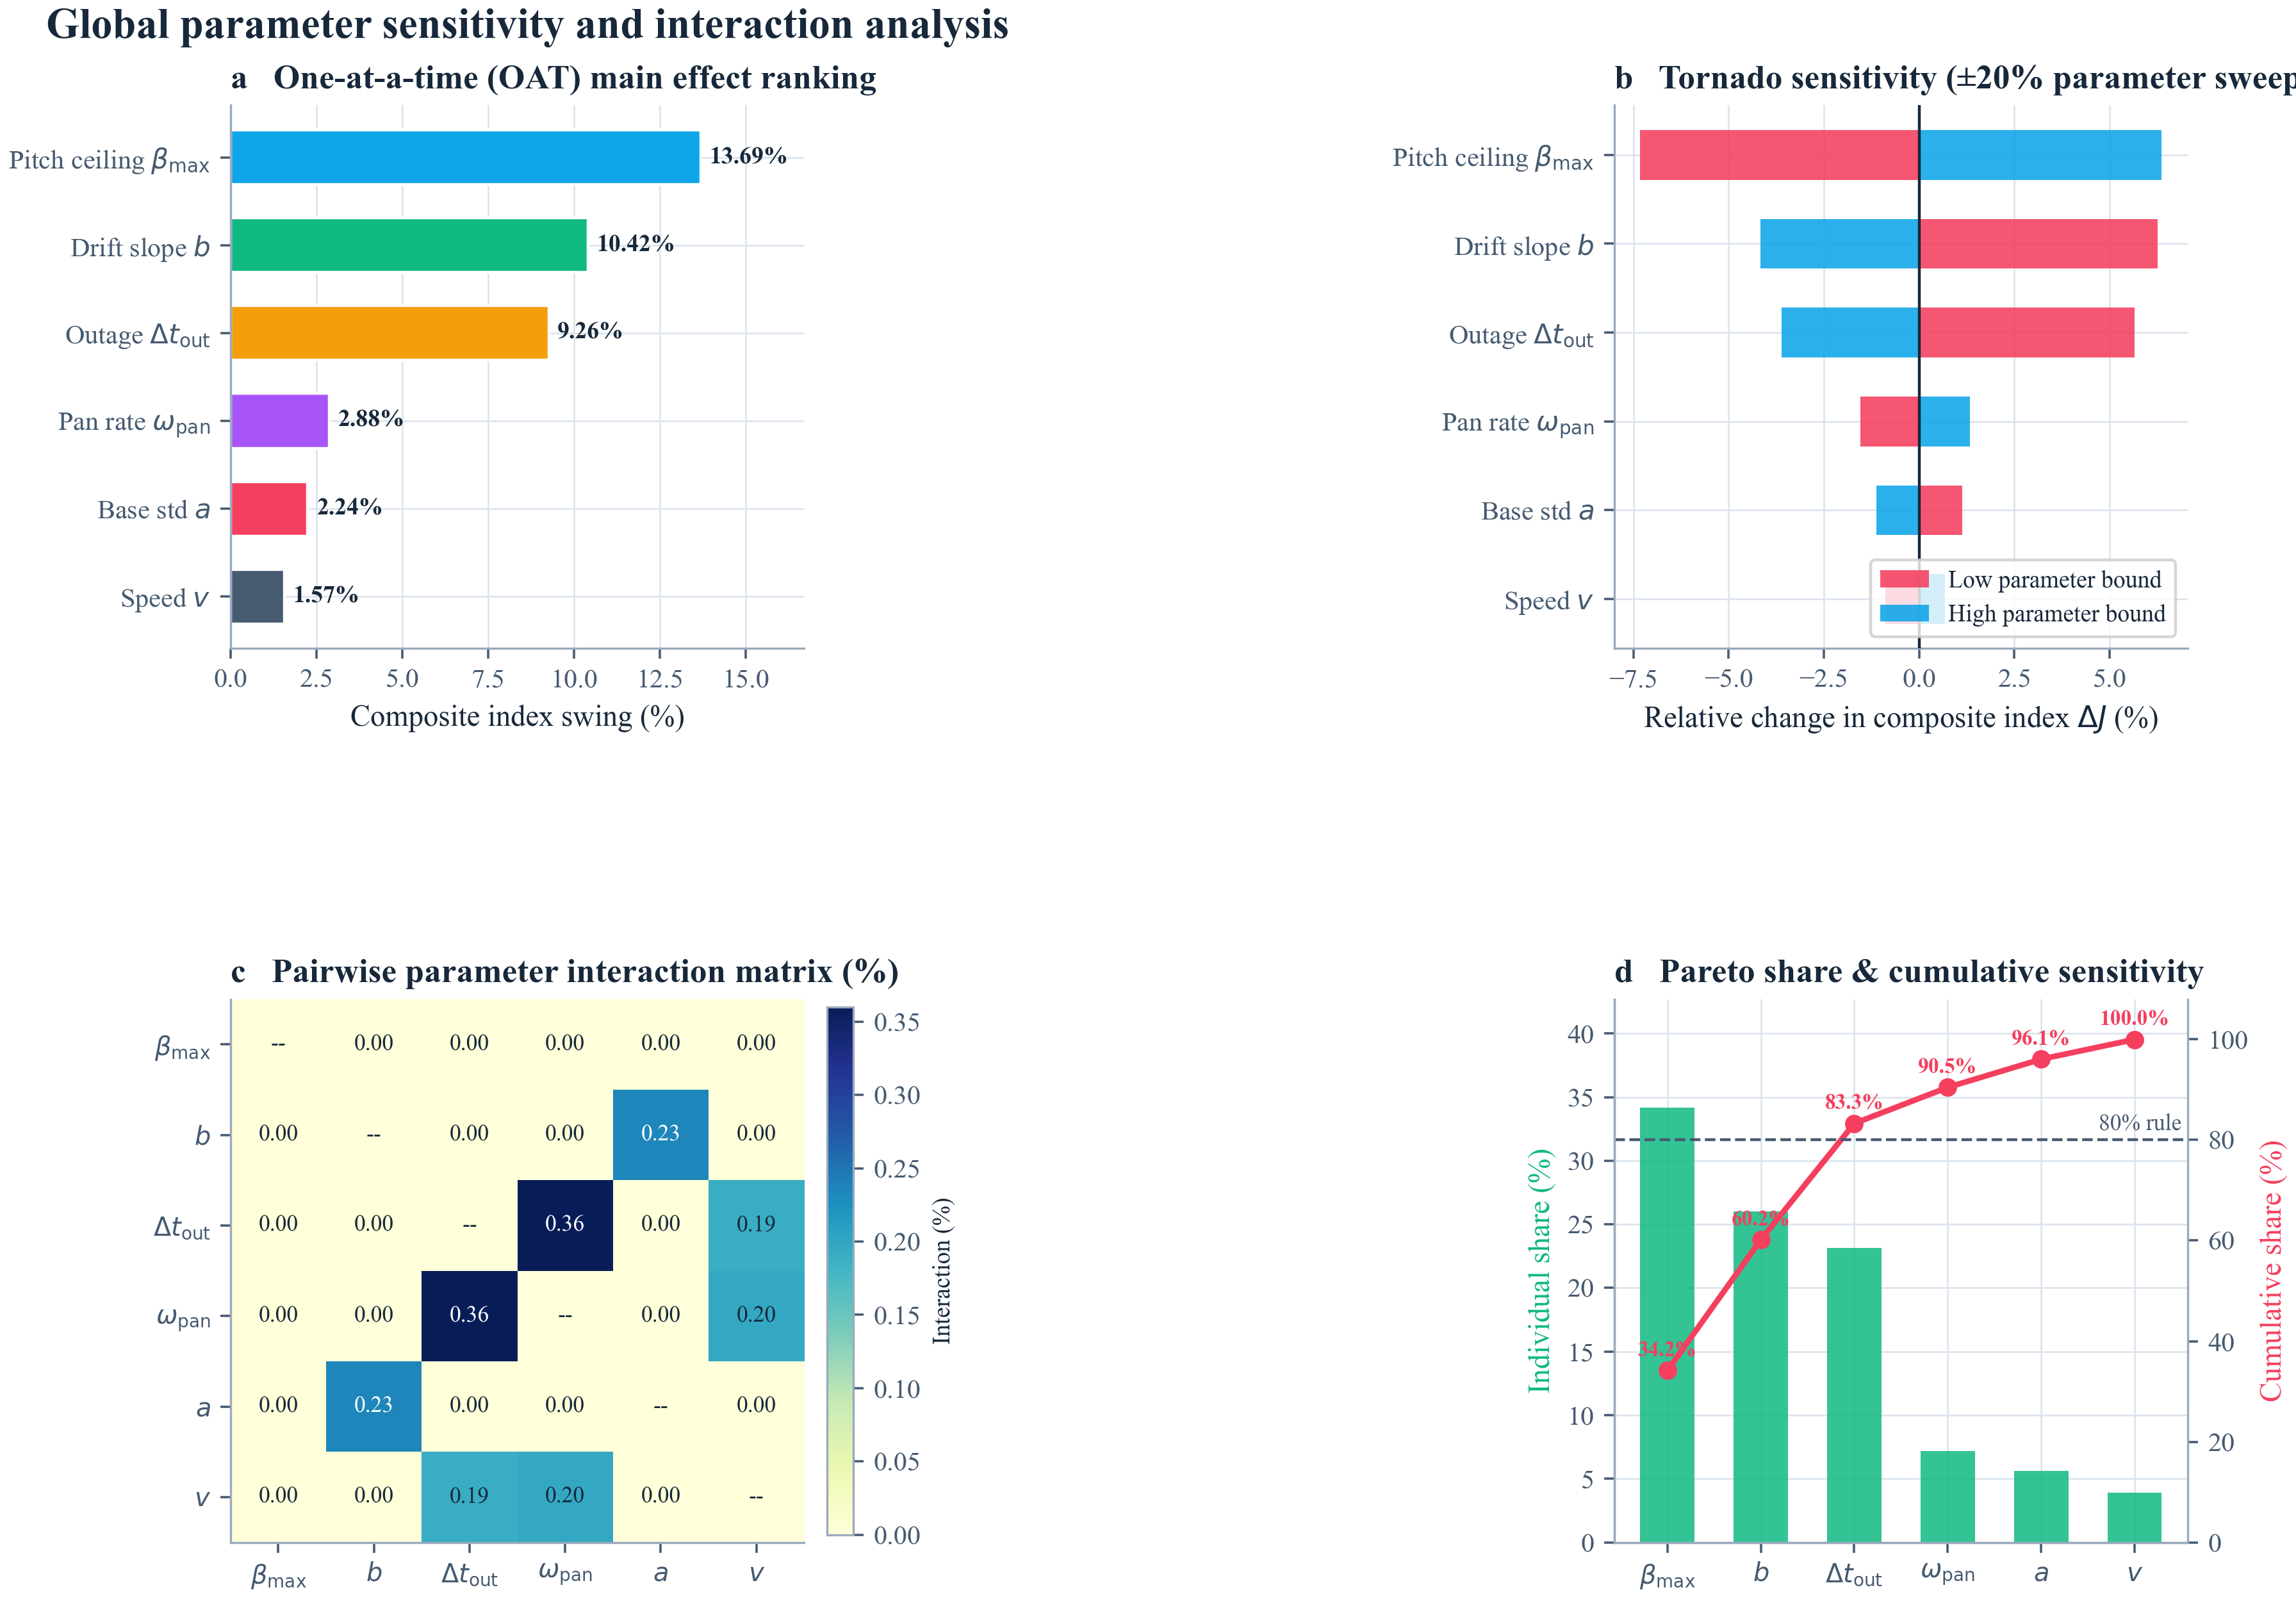 Global parameter sensitivity and interaction analysis
a One-at-a-time (OAT) main effect ranking
Pitch ceiling βmax
13.69%
Drift slope b
10.42%
Outage Δtout
9.26%
Pan rate ωpan
2.88%
Base std a
2.24%
Speed v
1.57%
0.0 2.5 5.0 7.5 10.0 12.5 15.0
Composite index swing (%)
b Tornado sensitivity (±20% parameter sweep
Pitch ceiling βmax
Drift slope b
Outage Δtout
Pan rate ωpan
Base std a
Speed v
Low parameter bound
High parameter bound
−7.5 −5.0 −2.5 0.0 2.5 5.0
Relative change in composite index ΔJ (%)
c Pairwise parameter interaction matrix (%)
βmax -- 0.00 0.00 0.00 0.00 0.00
b 0.00 -- 0.00 0.00 0.23 0.00
Δtout 0.00 0.00 -- 0.36 0.00 0.19
ωpan 0.00 0.00 0.36 -- 0.00 0.20
a 0.00 0.23 0.00 0.00 -- 0.00
v 0.00 0.00 0.19 0.20 0.00 --
βmax b Δtout ωpan a v
0.35
0.30
0.25
0.20
0.15
0.10
0.05
0.00
Interaction (%)
d Pareto share & cumulative sensitivity
Individual share (%)
40
35
30
25
20
15
10
5
0
34.2%
60.2%
83.3%
90.5%
96.1%
100.0%
80% rule
100
80
60
40
20
0
Cumulative share (%)
βmax b Δtout ωpan a v